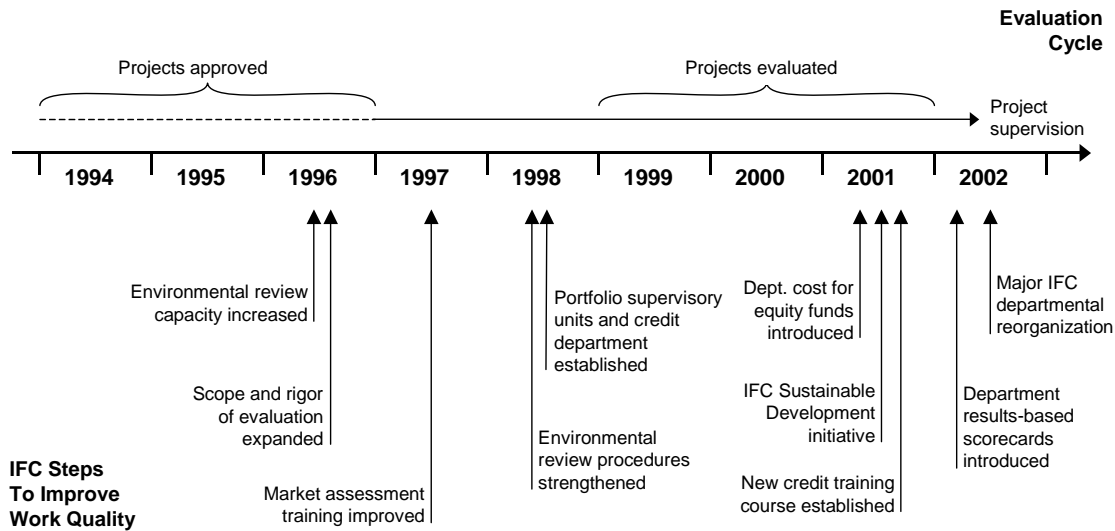 Evaluation
Cycle
Projects approved
Projects evaluated
Project
supervision
1994
1995
1996
1997
1998
1999
2000
2001
2002
Environmental review
capacity increased
Scope and rigor
of evaluation
expanded
Market assessment
training improved
Portfolio supervisory
units and credit
department
established
Environmental
review procedures
strengthened
Dept. cost for
equity funds
introduced
IFC Sustainable
Development
initiative
New credit training
course established
Major IFC
departmental
reorganization
Department
results-based
scorecards
introduced
IFC Steps
To Improve
Work Quality